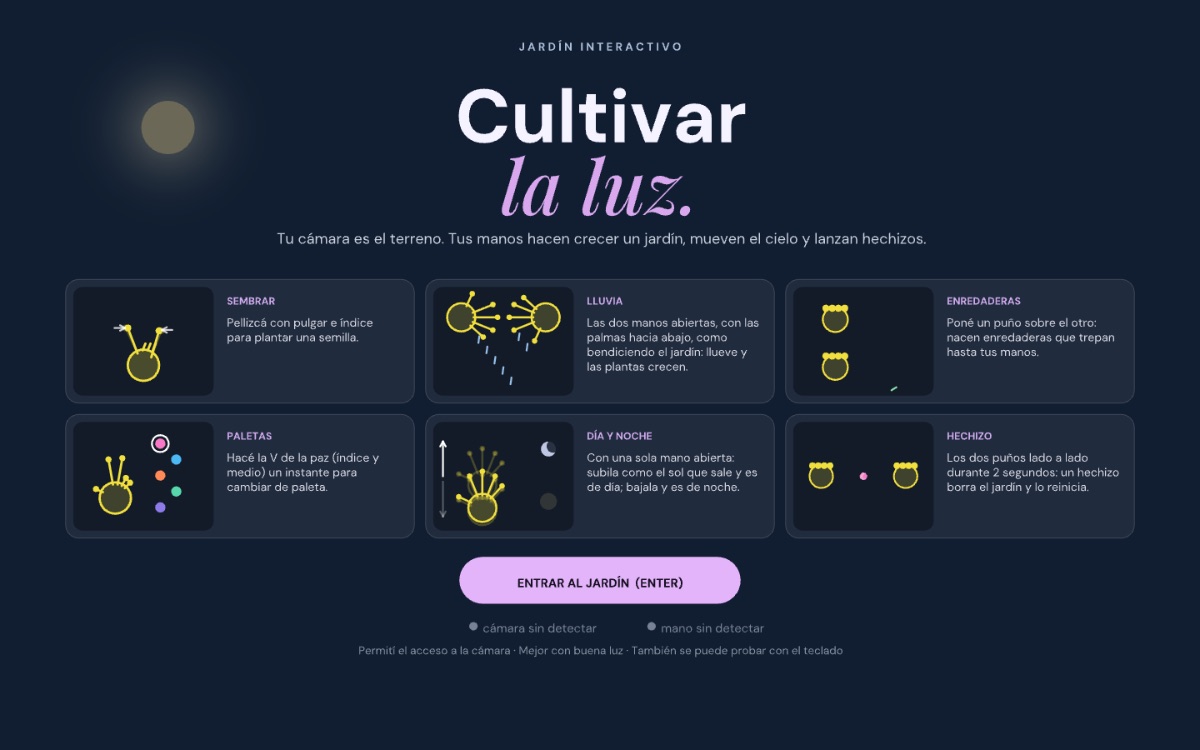 JARDÍN INTERACTIVO
Cultivar
la luz.
Tu cámara es el terreno. Tus manos hacen crecer un jardín, mueven el cielo y lanzan hechizos.
SEMBRAR
Pellizcá con pulgar e índice
para plantar una semilla.
LLUVIA
Las dos manos abiertas, con las
palmas hacia abajo, como
bendiciendo el jardín: llueve y
las plantas crecen.
ENREDADERAS
Poné un puño sobre el otro:
nacen enredaderas que trepan
hasta tus manos.
PALETAS
Hacé la V de la paz (índice y
medio) un instante para
cambiar de paleta.
DÍA Y NOCHE
Con una sola mano abierta:
subila como el sol que sale y es
de día; bajala y es de noche.
HECHIZO
Los dos puños lado a lado
durante 2 segundos: un hechizo
borra el jardín y lo reinicia.
ENTRAR AL JARDÍN (ENTER)
cámara sin detectar
mano sin detectar
Permití el acceso a la cámara · Mejor con buena luz · También se puede probar con el teclado